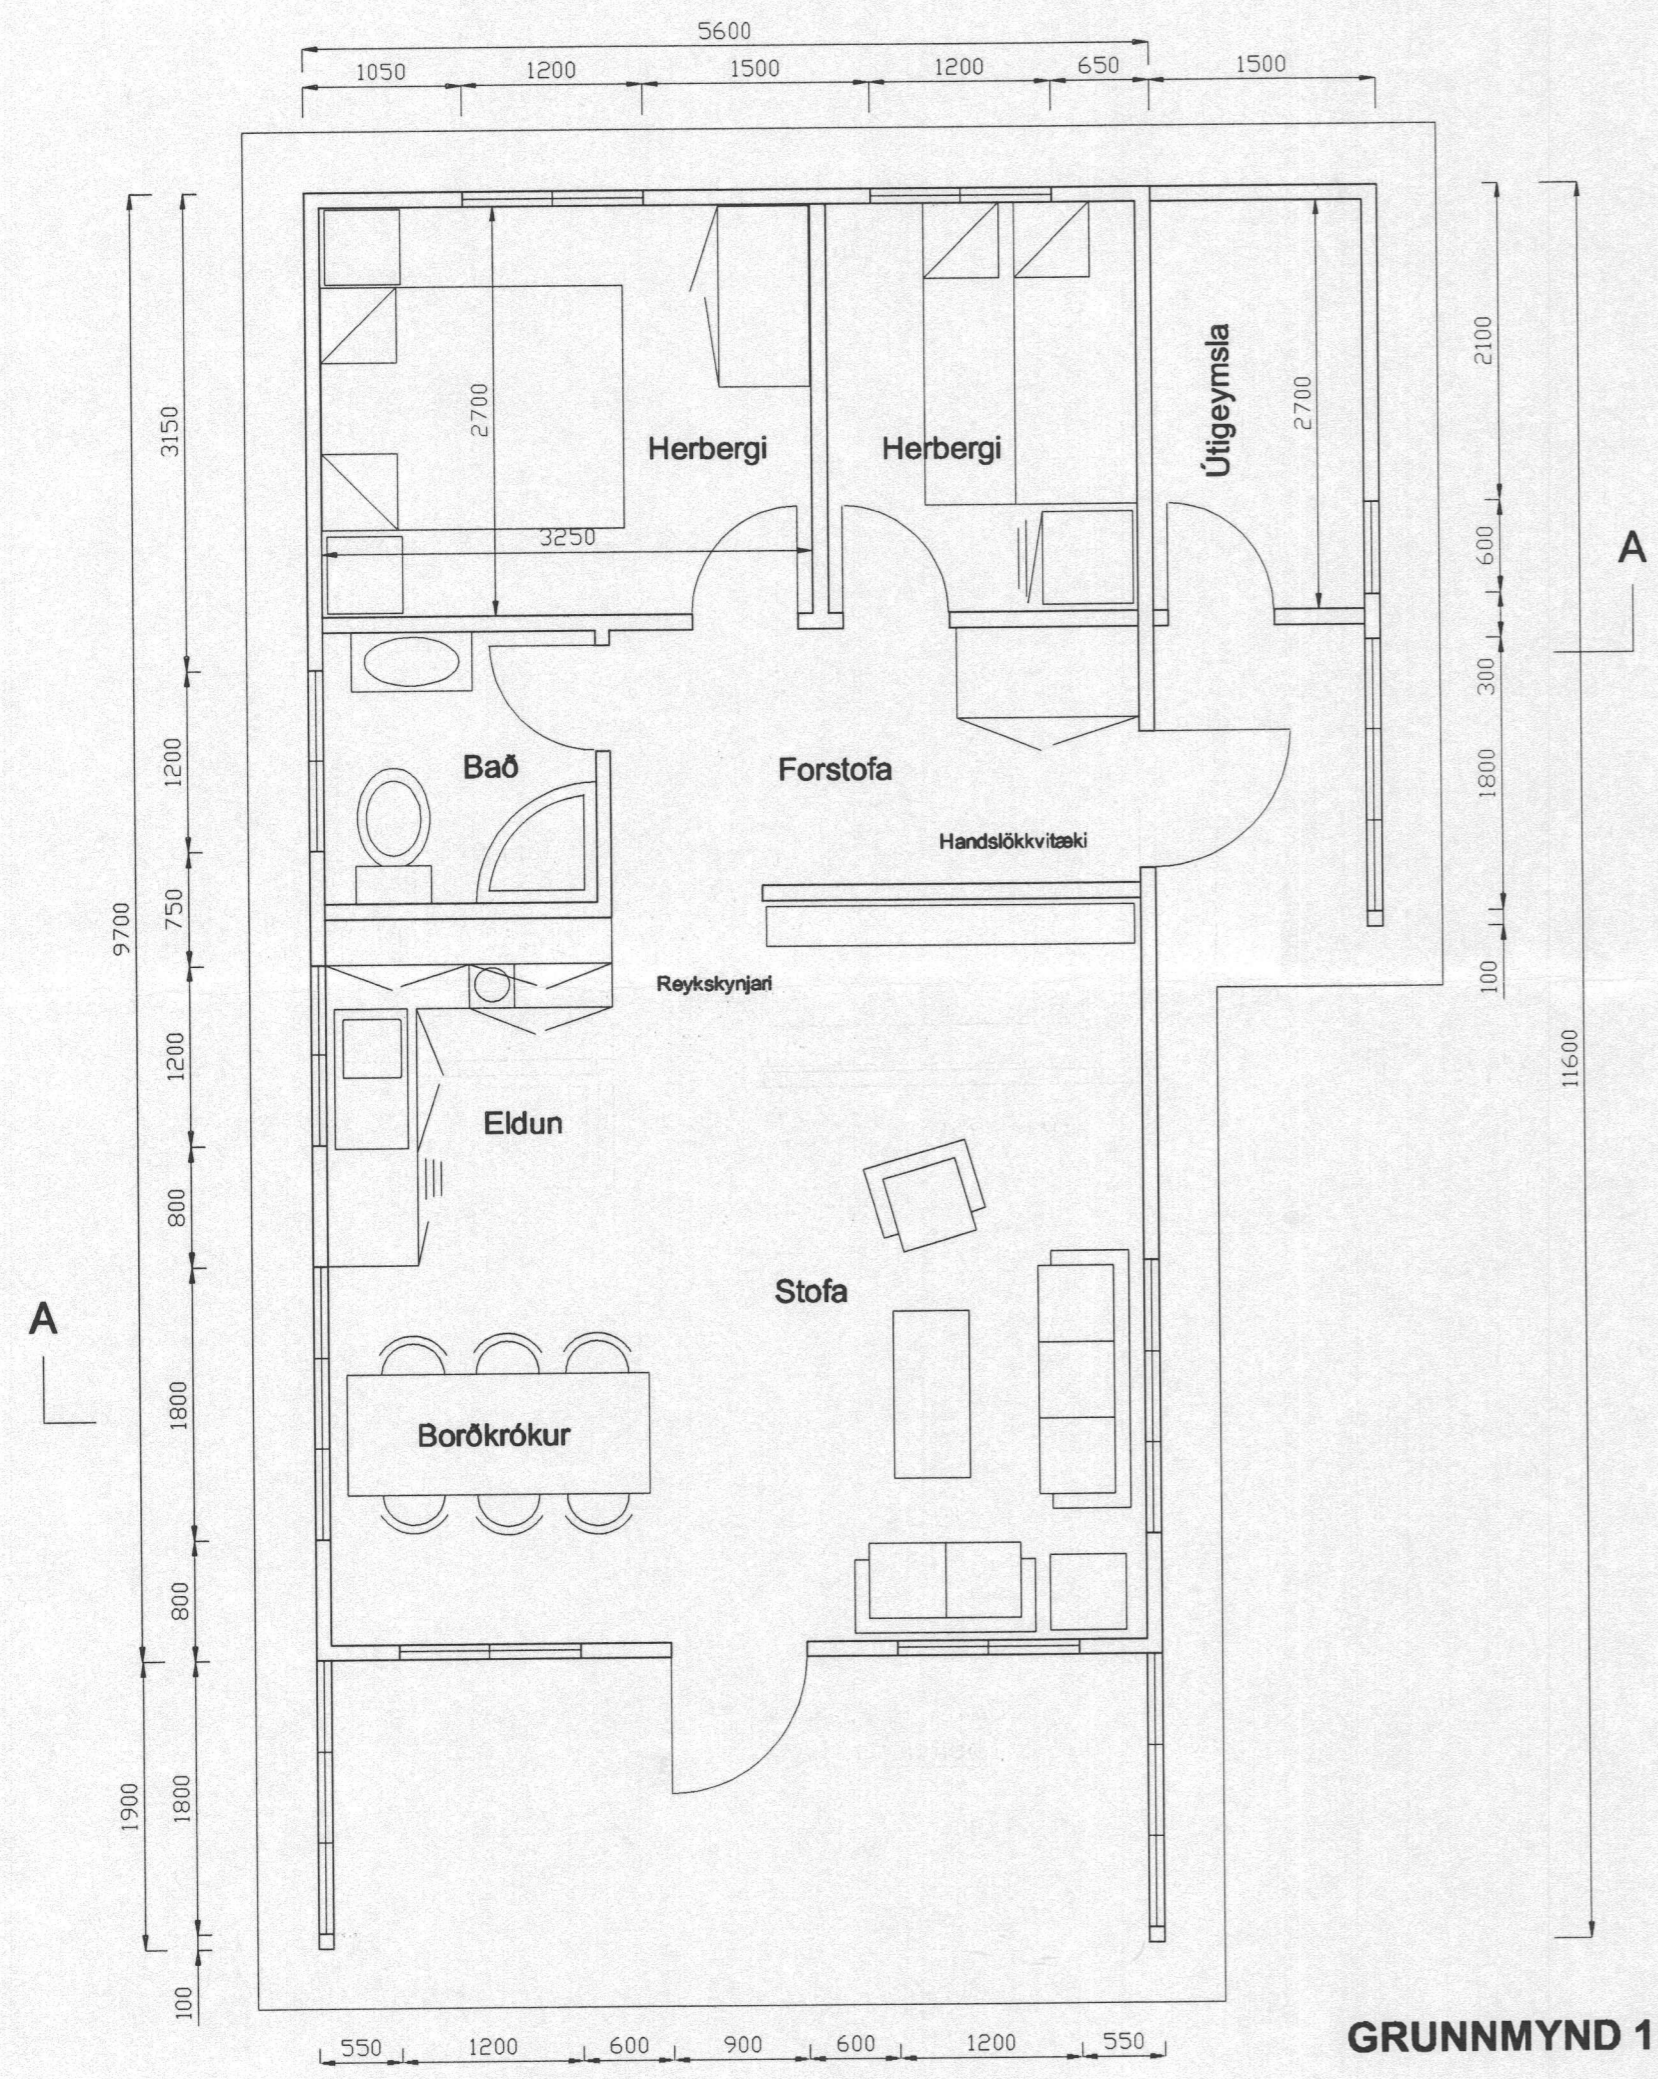 5600
1050 1200 1500 1200 650 1500
2700
3250
Herbergi
Herbergi
Útigeymsla
2700
3150
2100
600
A
300
1200
Bað
Forstofa
1800
Handslökkvitæki
750
9700
Reykskynjari
100
1200
11600
Eldun
800
Stofa
A
1800
Borðkrókur
800
1900
1800
100
GRUNNMYND 1
550 1200 600 900 600 1200 550